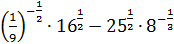 (1/9)^(-1/2) · 16^(1/2) − 25^(1/2) · 8^(-1/3)